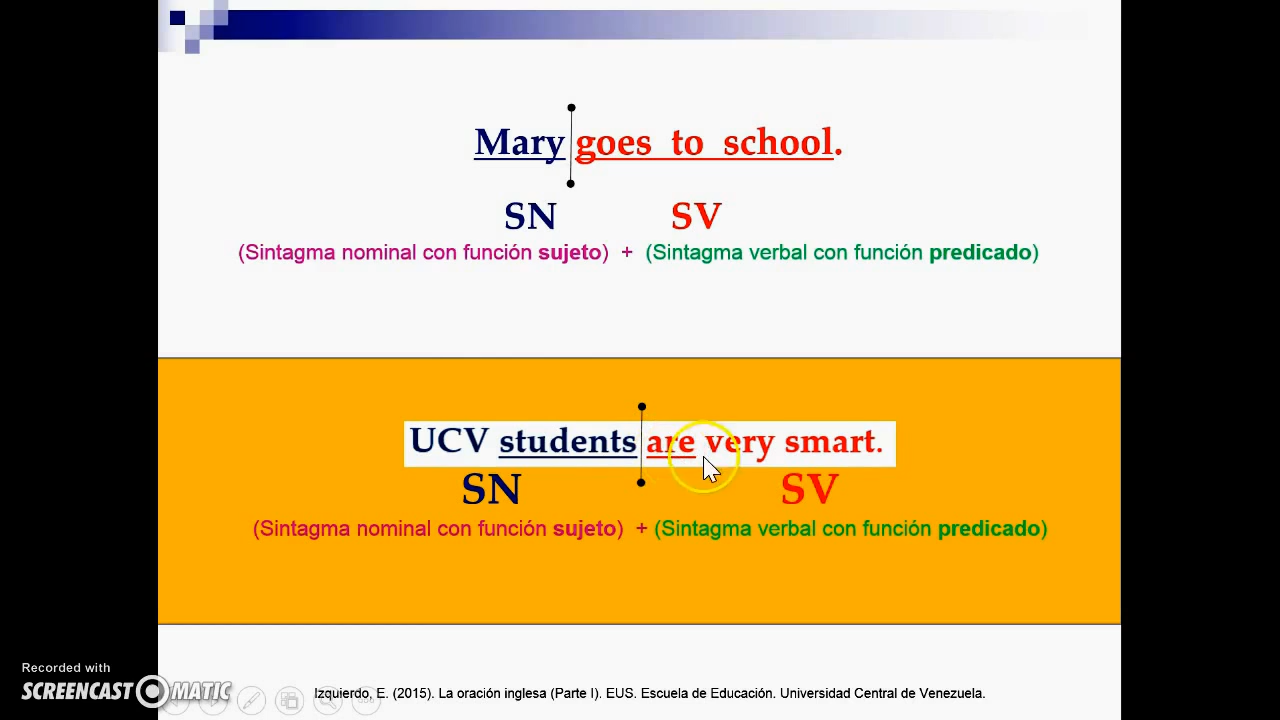 Mary goes to school.
SN SV
(Sintagma nominal con función sujeto) + (Sintagma verbal con función predicado)
UCV students are very smart.
SN SV
(Sintagma nominal con función sujeto) + (Sintagma verbal con función predicado)
Recorded with
SCREENCAST MATIC
Izquierdo, E. (2015). La oración inglesa (Parte I). EUS. Escuela de Educación. Universidad Central de Venezuela.